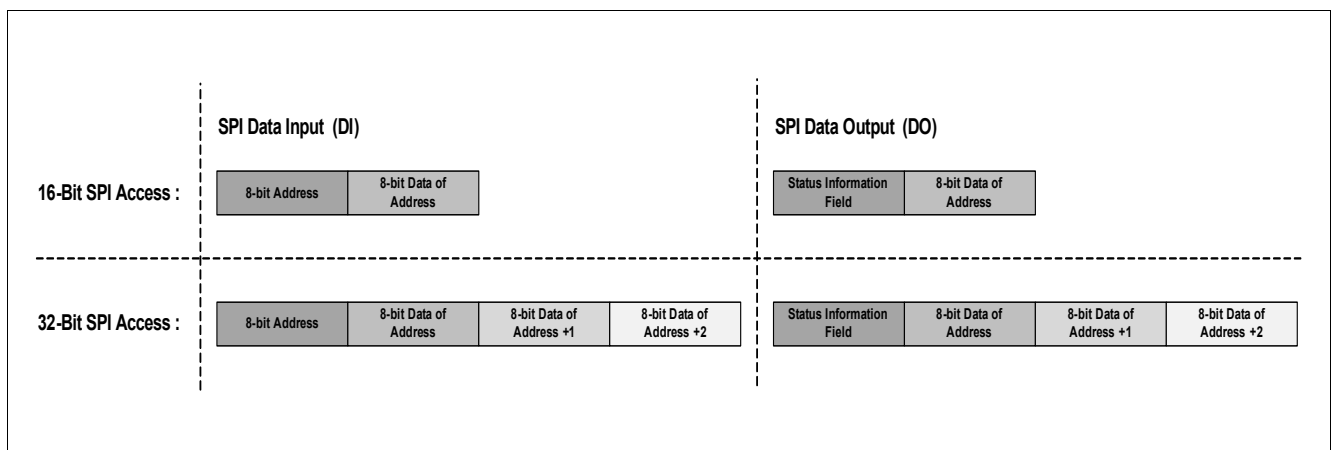 SPI Data Input (DI)
SPI Data Output (DO)
16-Bit SPI Access :
8-bit Address
8-bit Data of
Address
Status Information
Field
8-bit Data of
Address
32-Bit SPI Access :
8-bit Address
8-bit Data of
Address
8-bit Data of
Address +1
8-bit Data of
Address +2
Status Information
Field
8-bit Data of
Address
8-bit Data of
Address +1
8-bit Data of
Address +2